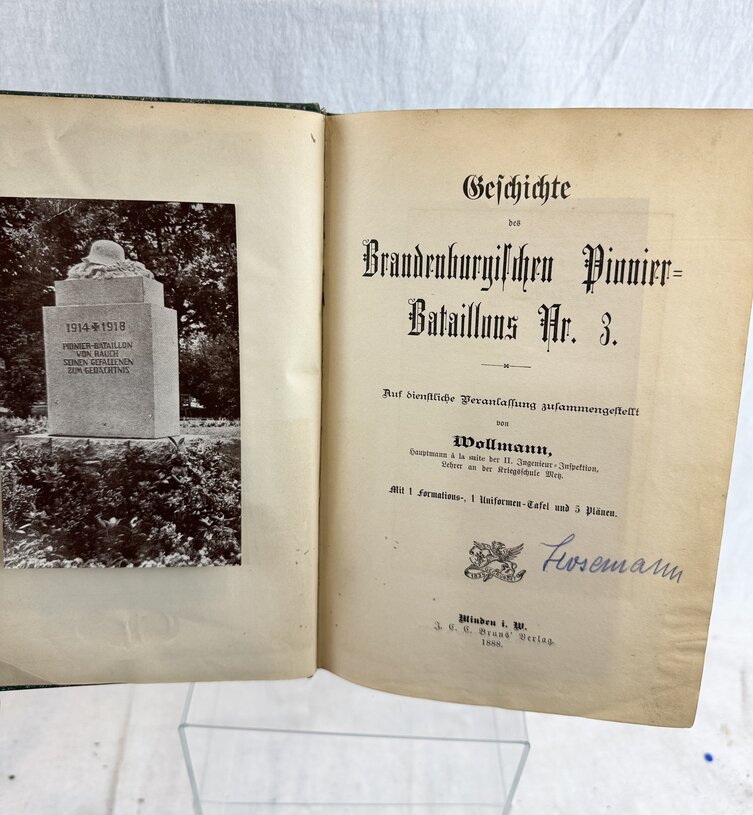 1914 ✠ 1918
PIONIER-BATAILLON
VON RAUCH
SEINEN GEFALLENEN
ZUM GEDÄCHTNIS
Geſchichte
des
Brandenburgiſchen Pionier=
Bataillons Nr. 3.
Auf dienſtliche Veranlaſſung zuſammengeſtellt
von
Wollmann,
Hauptmann à la suite der II. Ingenieur-Inſpektion,
Lehrer an der Kriegsſchule Metz.
Mit 1 Formations-, 1 Uniformen-Tafel und 5 Plänen.
Minden i. W.
J. C. C. Bruns' Verlag.
1888.